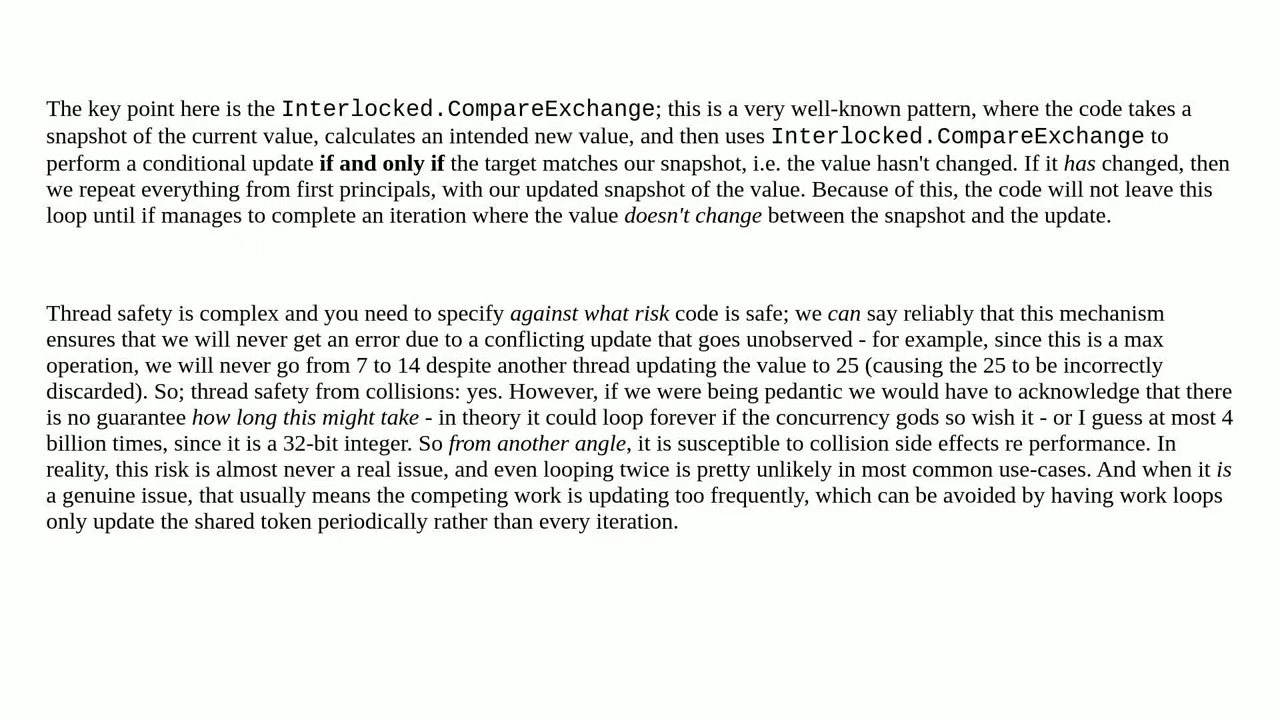 The key point here is the Interlocked.CompareExchange; this is a very well-known pattern, where the code takes a
snapshot of the current value, calculates an intended new value, and then uses Interlocked.CompareExchange to
perform a conditional update if and only if the target matches our snapshot, i.e. the value hasn't changed. If it has changed, then
we repeat everything from first principals, with our updated snapshot of the value. Because of this, the code will not leave this
loop until if manages to complete an iteration where the value doesn't change between the snapshot and the update.
Thread safety is complex and you need to specify against what risk code is safe; we can say reliably that this mechanism
ensures that we will never get an error due to a conflicting update that goes unobserved - for example, since this is a max
operation, we will never go from 7 to 14 despite another thread updating the value to 25 (causing the 25 to be incorrectly
discarded). So; thread safety from collisions: yes. However, if we were being pedantic we would have to acknowledge that there
is no guarantee how long this might take - in theory it could loop forever if the concurrency gods so wish it - or I guess at most 4
billion times, since it is a 32-bit integer. So from another angle, it is susceptible to collision side effects re performance. In
reality, this risk is almost never a real issue, and even looping twice is pretty unlikely in most common use-cases. And when it is
a genuine issue, that usually means the competing work is updating too frequently, which can be avoided by having work loops
only update the shared token periodically rather than every iteration.